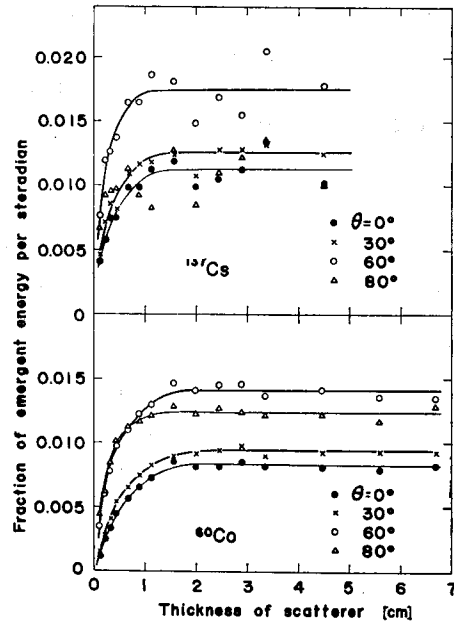 Fraction of emergent energy per steradian
0.020
0.015
0.010
0.005
0
θ=0°
30°
60°
80°
¹³⁷Cs
0.015
0.010
0.005
0
θ=0°
30°
60°
80°
⁶⁰Co
0 1 2 3 4 5 6 7
Thickness of scatterer [cm]